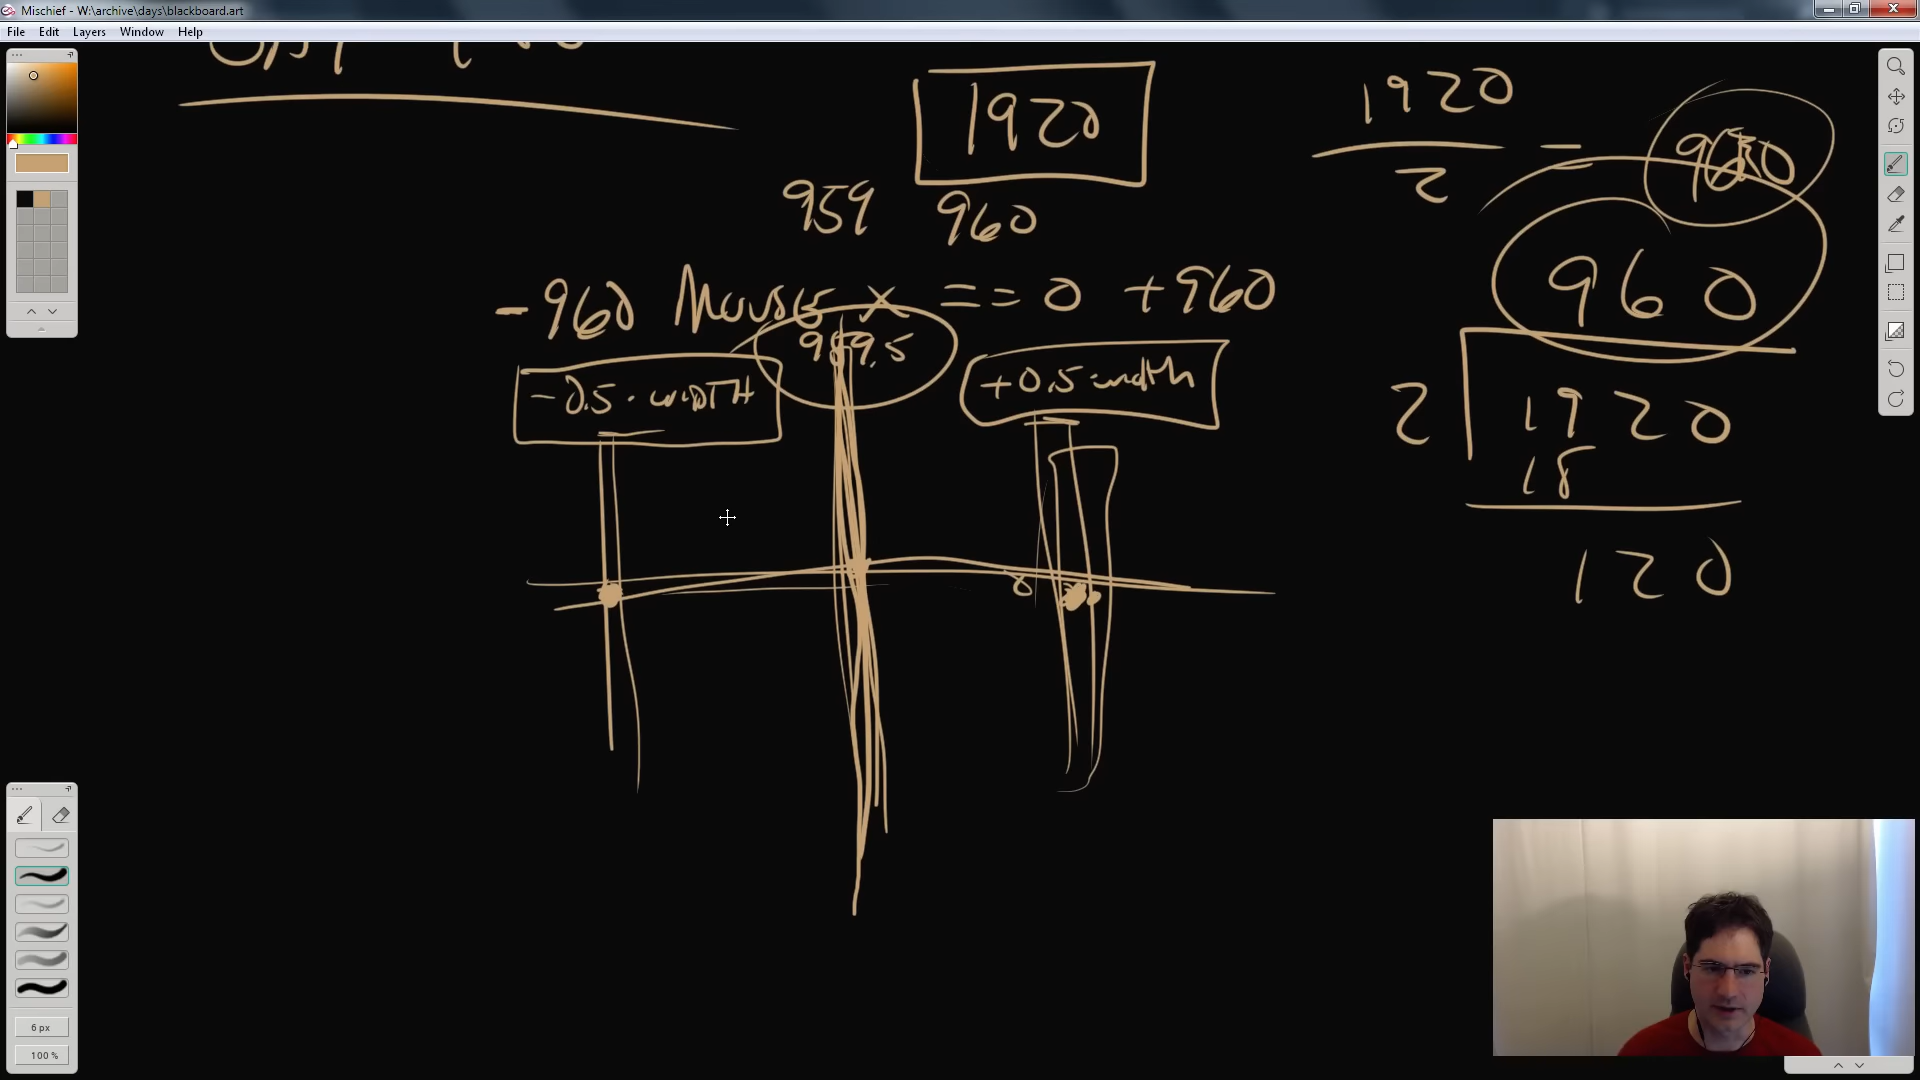 Mischief - W:\archive\days\blackboard.art
File Edit Layers Window Help
1920
1920
2
=
959 960
960
-960 Mouse x == 0 +960
959.5
-0.5 · WIDTH
+0.5 · width
2 1920
18
120
6 px
100 %